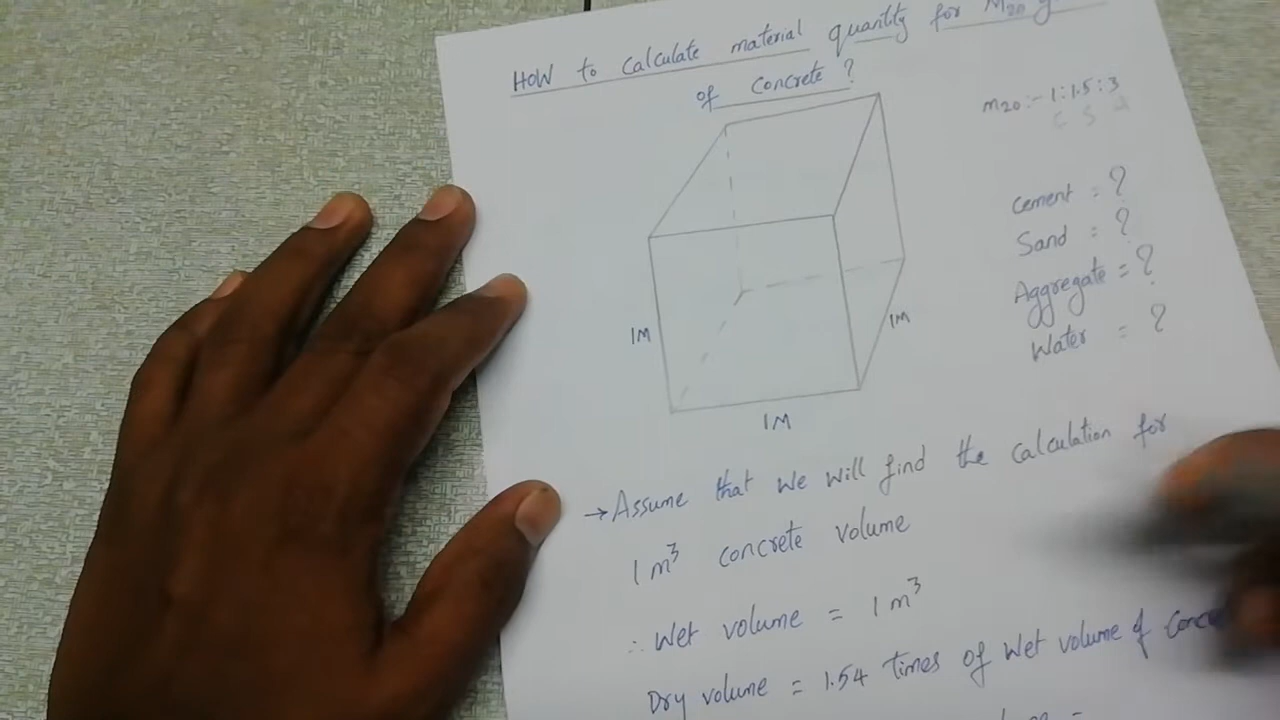 HOW to calculate material quantity for M20
of concrete ?
M20 :- 1:1.5:3
C S A
Cement = ?
Sand = ?
Aggregate = ?
Water = ?
1M
1M
1M
→ Assume that we will find the calculation for
1 m³ concrete volume
∴ Wet volume = 1 m³
Dry volume = 1.54 times of wet volume of